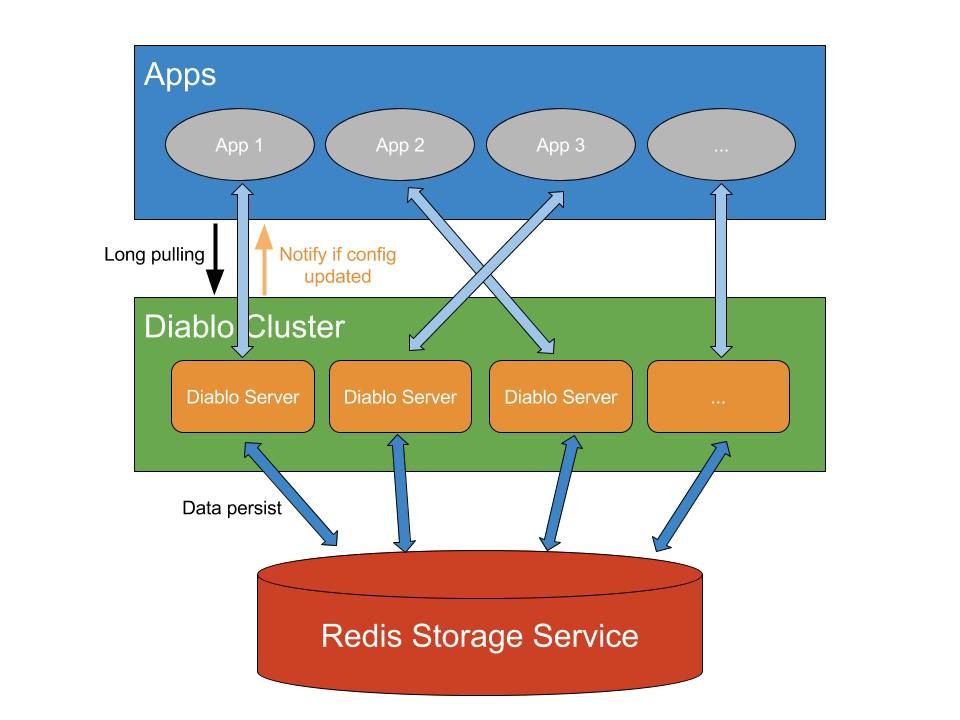 Apps
App 1
App 2
App 3
...
Long pulling
Notify if config
updated
Diablo Cluster
Diablo Server
Diablo Server
Diablo Server
...
Data persist
Redis Storage Service